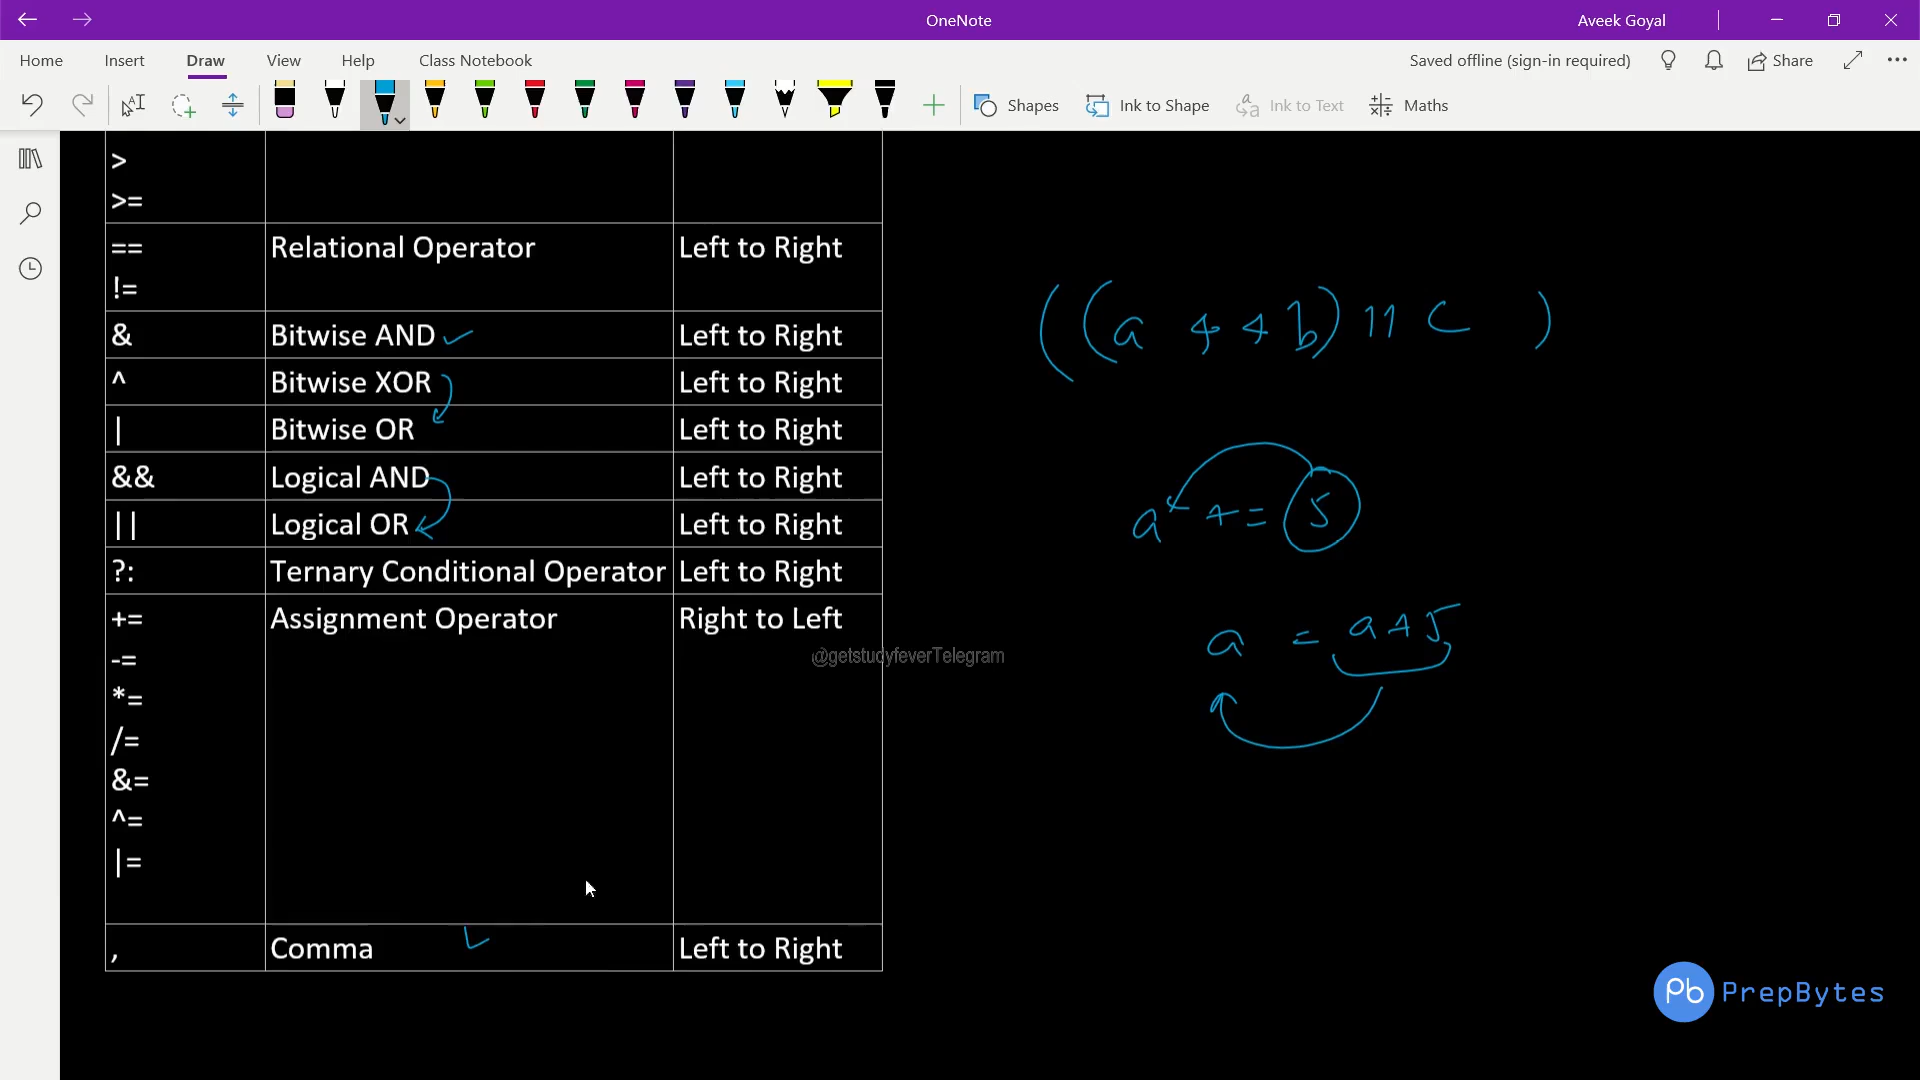 OneNote
Aveek Goyal
Home Insert Draw View Help Class Notebook
Saved offline (sign-in required) Share
Shapes Ink to Shape Ink to Text Maths
>
>=
== Relational Operator Left to Right
!=
& Bitwise AND Left to Right
^ Bitwise XOR Left to Right
| Bitwise OR Left to Right
&& Logical AND Left to Right
|| Logical OR Left to Right
?: Ternary Conditional Operator Left to Right
+= Assignment Operator Right to Left
-=
*=
/=
&=
^=
|=
, Comma Left to Right
((a && b) || c )
a += 5
a = a+5
@getstudyfeverTelegram
Pb PrepBytes